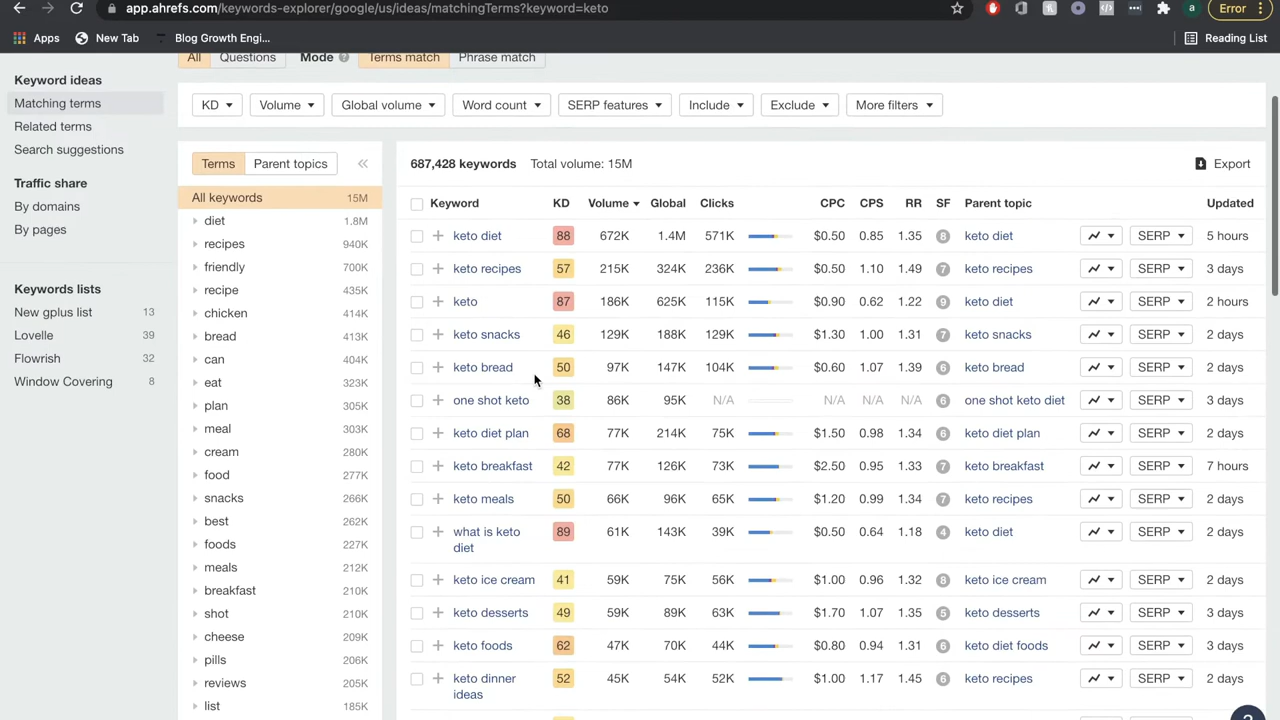 app.ahrefs.com/keywords-explorer/google/us/ideas/matchingTerms?keyword=keto
a Error
Apps New Tab Blog Growth Engi... Reading List
Keyword ideas
Matching terms
Related terms
Search suggestions
Traffic share
By domains
By pages
Keywords lists
New gplus list 13
Lovelle 39
Flowrish 32
Window Covering 8
All Questions Mode ? Terms match Phrase match
KD Volume Global volume Word count SERP features Include Exclude More filters
Terms Parent topics
All keywords 15M
diet 1.8M
recipes 940K
friendly 700K
recipe 435K
chicken 414K
bread 413K
can 404K
eat 323K
plan 305K
meal 303K
cream 280K
food 277K
snacks 266K
best 262K
foods 227K
meals 212K
breakfast 210K
shot 210K
cheese 209K
pills 206K
reviews 205K
list 185K
687,428 keywords Total volume: 15M Export
Keyword KD Volume Global Clicks CPC CPS RR SF Parent topic Updated
keto diet 88 672K 1.4M 571K $0.50 0.85 1.35 8 keto diet SERP 5 hours
keto recipes 57 215K 324K 236K $0.50 1.10 1.49 7 keto recipes SERP 3 days
keto 87 186K 625K 115K $0.90 0.62 1.22 9 keto diet SERP 2 hours
keto snacks 46 129K 188K 129K $1.30 1.00 1.31 7 keto snacks SERP 2 days
keto bread 50 97K 147K 104K $0.60 1.07 1.39 6 keto bread SERP 2 days
one shot keto 38 86K 95K N/A N/A N/A N/A 6 one shot keto diet SERP 3 days
keto diet plan 68 77K 214K 75K $1.50 0.98 1.34 6 keto diet plan SERP 2 days
keto breakfast 42 77K 126K 73K $2.50 0.95 1.33 7 keto breakfast SERP 7 hours
keto meals 50 66K 96K 65K $1.20 0.99 1.34 7 keto recipes SERP 2 days
what is keto 89 61K 143K 39K $0.50 0.64 1.18 4 keto diet SERP 2 days
diet
keto ice cream 41 59K 75K 56K $1.00 0.96 1.32 8 keto ice cream SERP 2 days
keto desserts 49 59K 89K 63K $1.70 1.07 1.35 5 keto desserts SERP 3 days
keto foods 62 47K 70K 44K $0.80 0.94 1.31 6 keto diet foods SERP 3 days
keto dinner 52 45K 54K 52K $1.00 1.17 1.45 6 keto recipes SERP 2 days
ideas
?